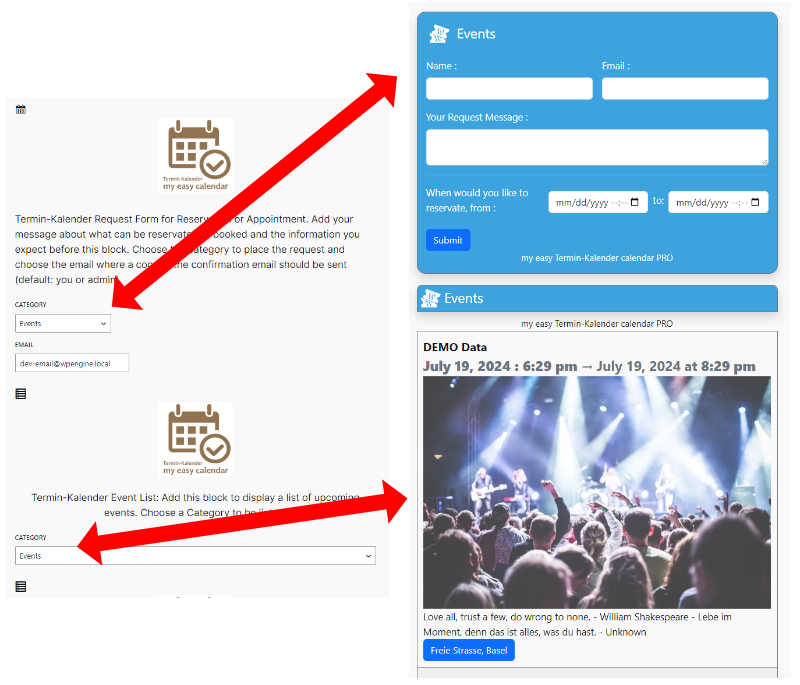 Termin-Kalender
my easy calendar
Termin-Kalender Request Form for Reser or Appointment. Add your
message about what can be reservat booked and the information you
expect before this block. Choose category to place the request and
choose the email where a co the confirmation email should be sent
(default: you or admin
CATEGORY
Events
EMAIL
dev-email@wpengine.local
Termin-Kalender
my easy calendar
Termin-Kalender Event List: Add this block to display a list of upcoming
events. Choose a Category to be
CATEGORY
Events
Events
Name :
Email :
Your Request Message :
When would you like to
reservate, from :
mm/dd/yyyy --:-- 
to:
mm/dd/yyyy --:-- 
Submit
my easy Termin-Kalender calendar PRO
Events
my easy Termin-Kalender calendar PRO
DEMO Data
July 19, 2024 : 6:29 pm → July 19, 2024 at 8:29 pm
Love all, trust a few, do wrong to none. - William Shakespeare - Lebe im
Moment, denn das ist alles, was du hast. - Unknown
Freie Strasse, Basel